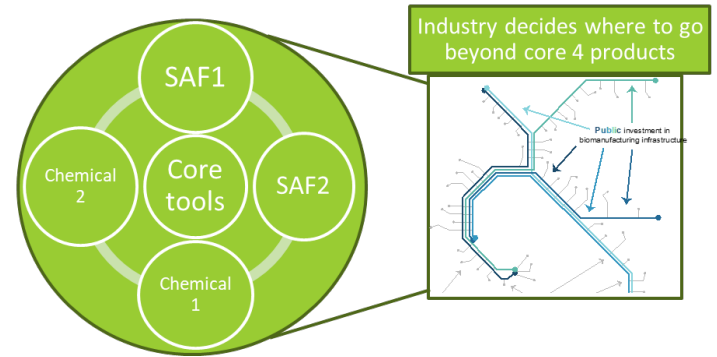 Industry decides where to go
beyond core 4 products
SAF1
Chemical
2
Core
tools
SAF2
Chemical
1
Public investment in
biomanufacturing infrastructure